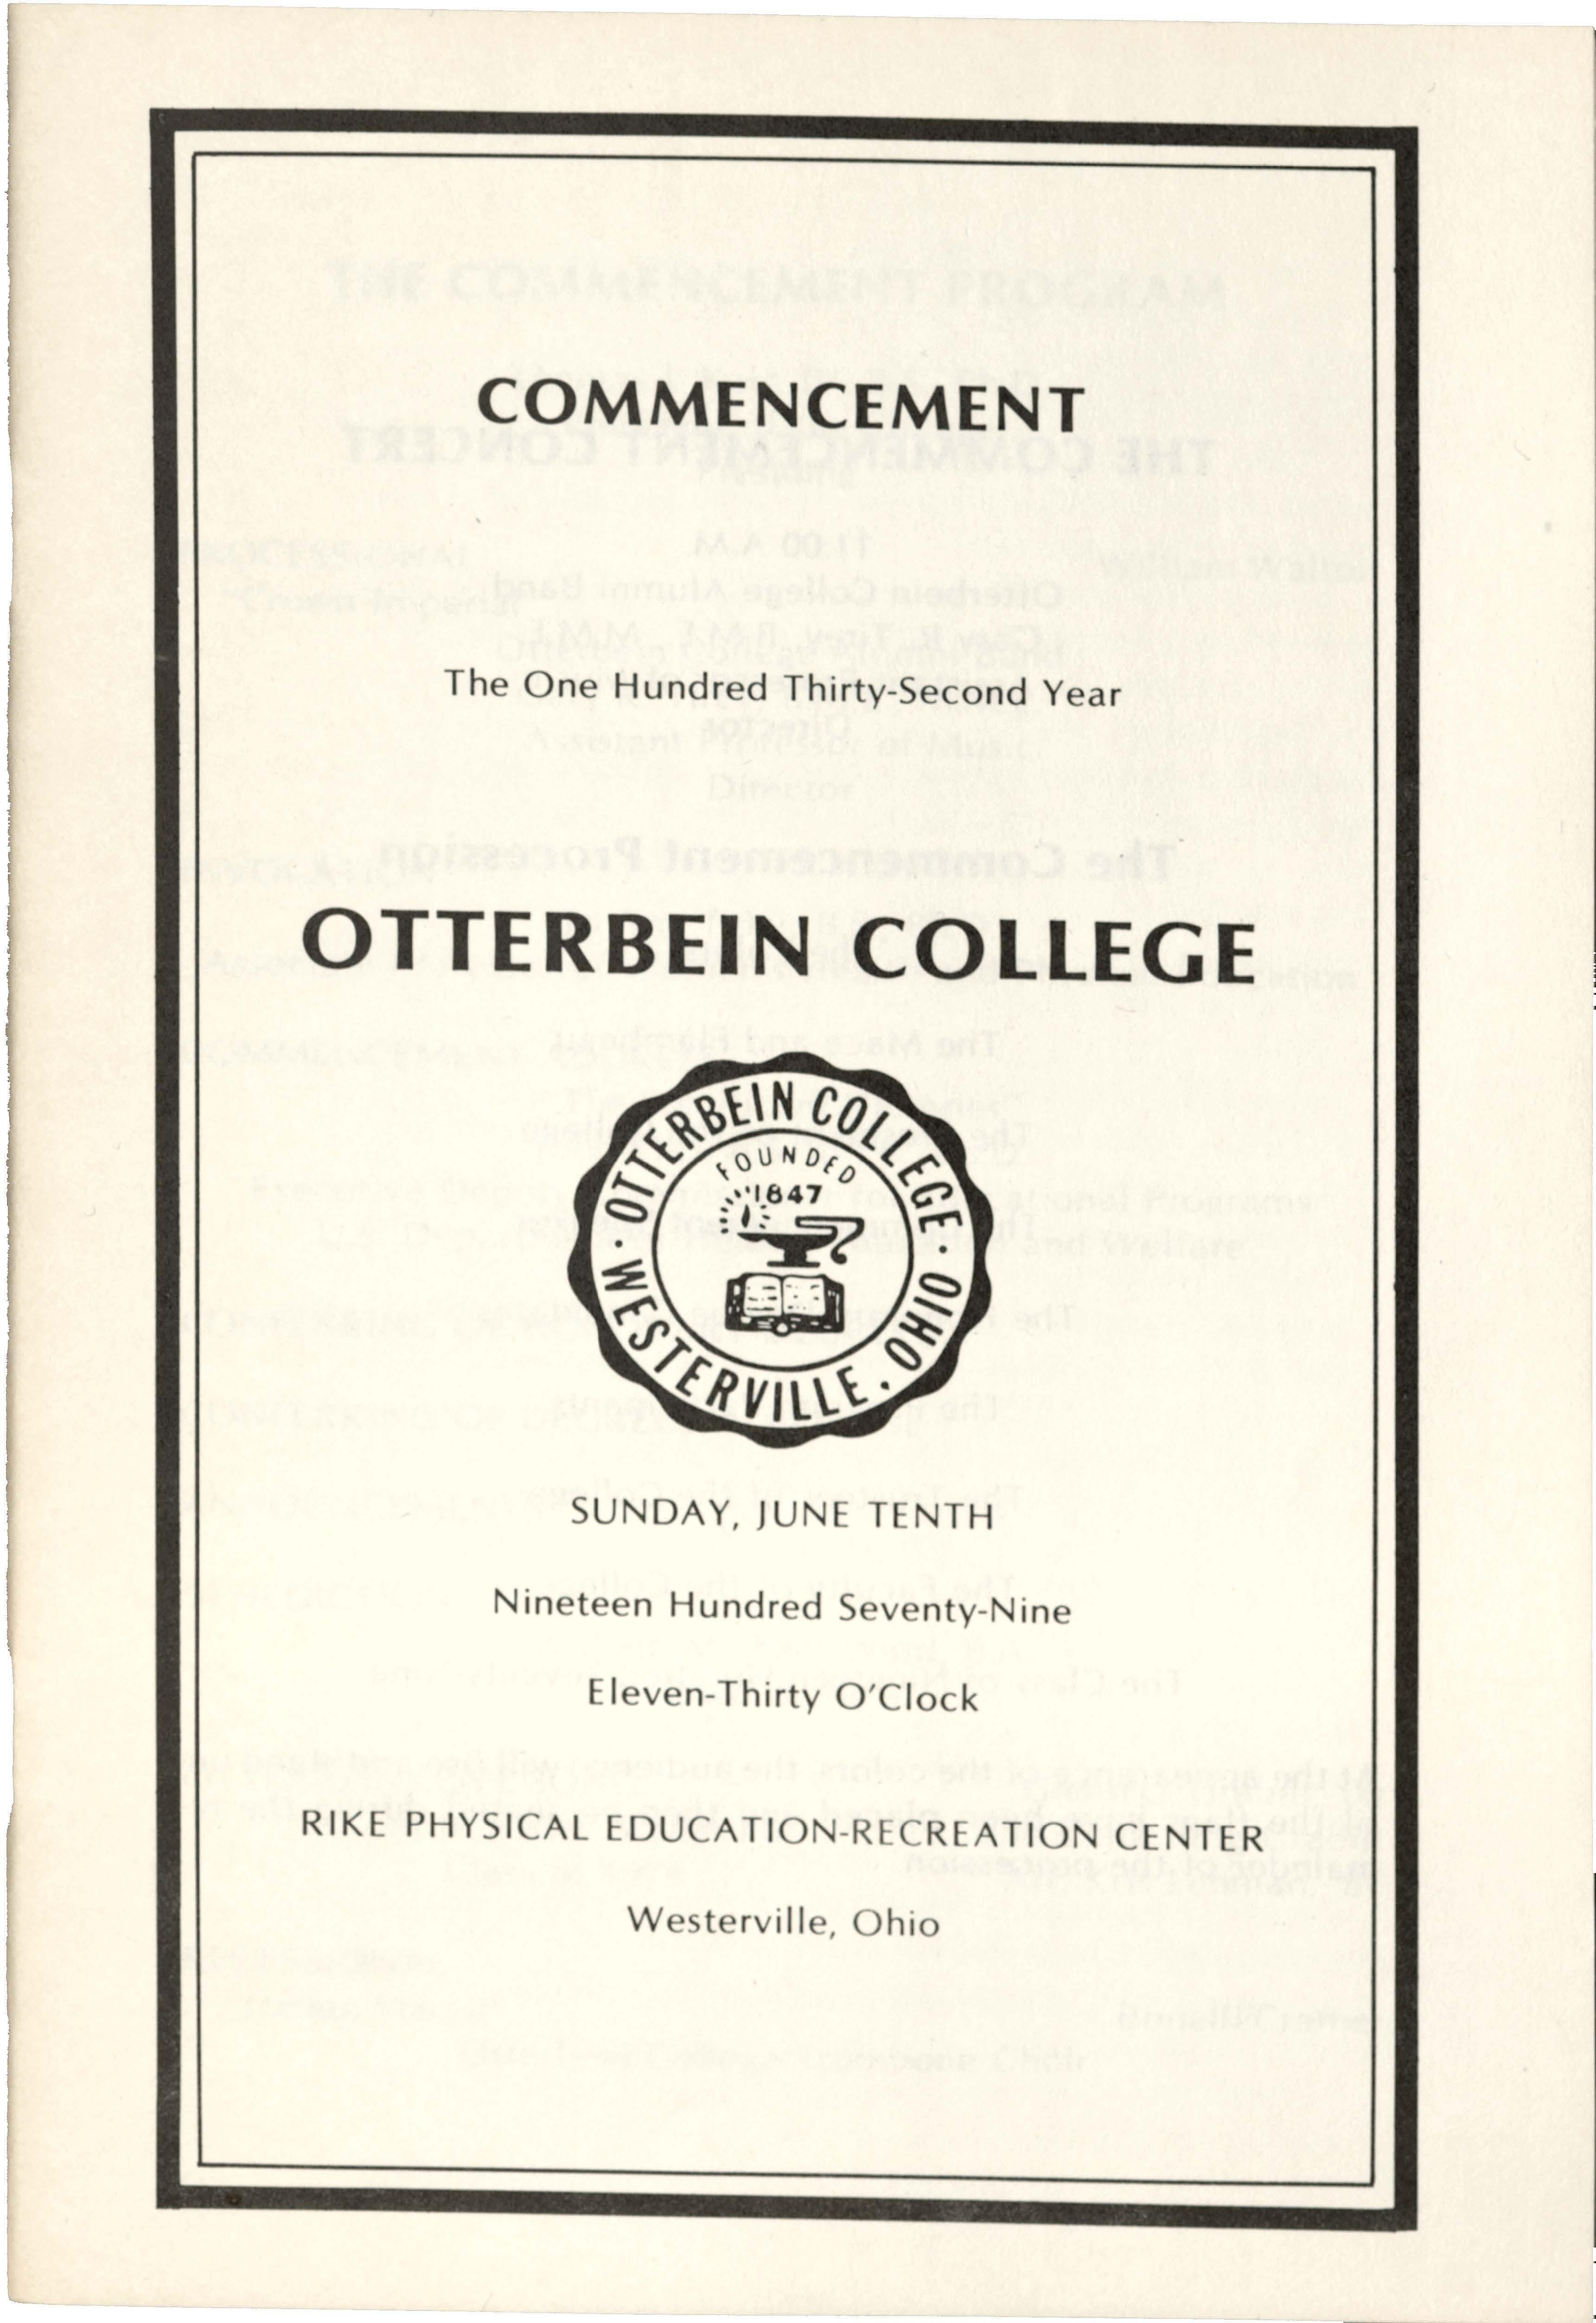 COMMENCEMENT
The One Hundred Thirty-Second Year
OTTERBEIN COLLEGE
· OTTERBEIN COLLEGE ·
WESTERVILLE, OHIO
FOUNDED
1847
SUNDAY, JUNE TENTH
Nineteen Hundred Seventy-Nine
Eleven-Thirty O'Clock
RIKE PHYSICAL EDUCATION-RECREATION CENTER
Westerville, Ohio